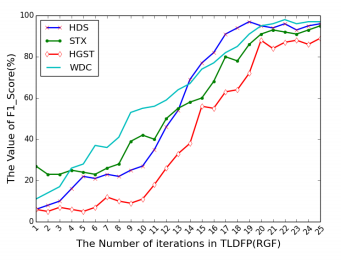 100
80
60
40
20
0
The Value of F1_Score(%)
HDS
STX
HGST
WDC
1 2 3 4 5 6 7 8 9 10 11 12 13 14 15 16 17 18 19 20 21 22 23 24 25
The Number of iterations in TLDFP(RGF)